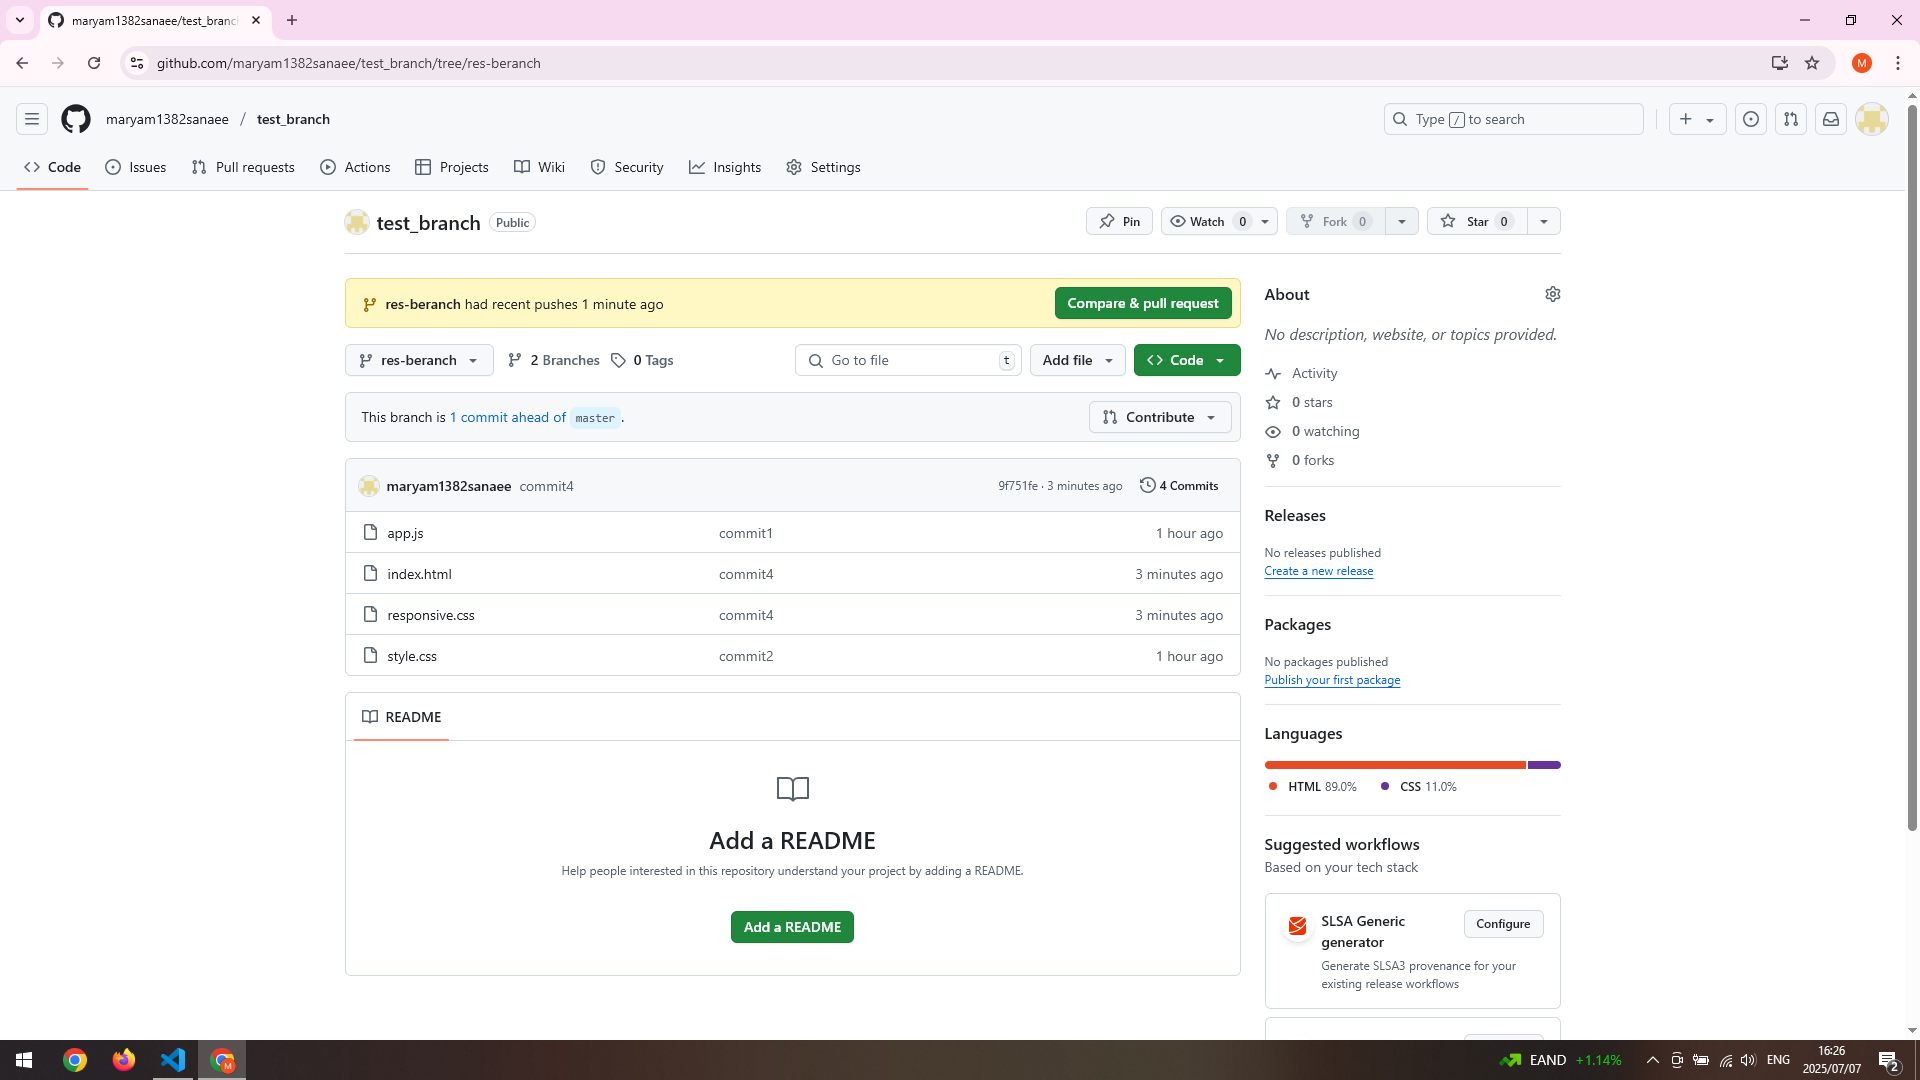 maryam1382sanaee/test_branch
github.com/maryam1382sanaee/test_branch/tree/res-beranch
M
maryam1382sanaee / test_branch
Type / to search
Code
Issues
Pull requests
Actions
Projects
Wiki
Security
Insights
Settings
test_branch Public
Pin
Watch 0
Fork 0
Star 0
res-beranch had recent pushes 1 minute ago
Compare & pull request
res-beranch
2 Branches
0 Tags
Go to file t
Add file
Code
This branch is 1 commit ahead of master .
Contribute
maryam1382sanaee commit4
9f751fe · 3 minutes ago
4 Commits
app.js commit1 1 hour ago
index.html commit4 3 minutes ago
responsive.css commit4 3 minutes ago
style.css commit2 1 hour ago
README
Add a README
Help people interested in this repository understand your project by adding a README.
Add a README
About
No description, website, or topics provided.
Activity
0 stars
0 watching
0 forks
Releases
No releases published
Create a new release
Packages
No packages published
Publish your first package
Languages
HTML 89.0% CSS 11.0%
Suggested workflows
Based on your tech stack
SLSA Generic
generator
Configure
Generate SLSA3 provenance for your
existing release workflows
M
EAND +1.14%
ENG
16:26
2025/07/07
2